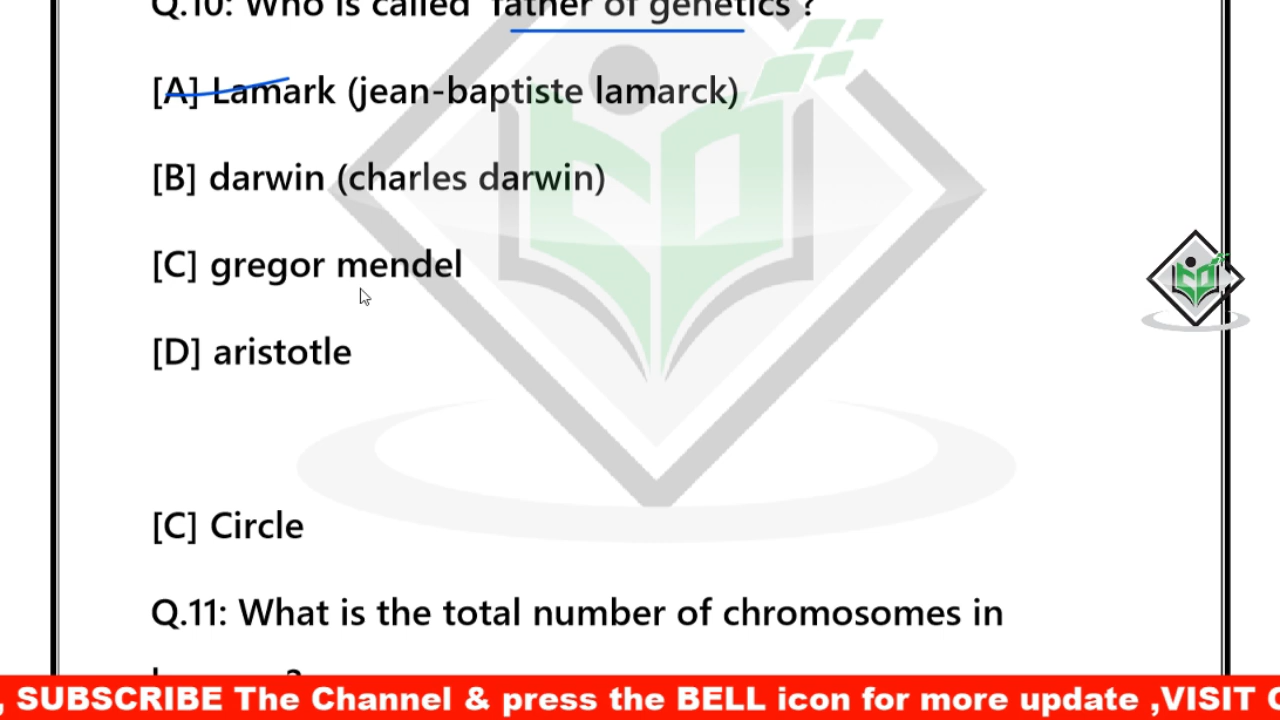 Q.10: Who is called 'father of genetics'?
[A] Lamark (jean-baptiste lamarck)
[B] darwin (charles darwin)
[C] gregor mendel
[D] aristotle
[C] Circle
Q.11: What is the total number of chromosomes in
, SUBSCRIBE The Channel & press the BELL icon for more update ,VISIT